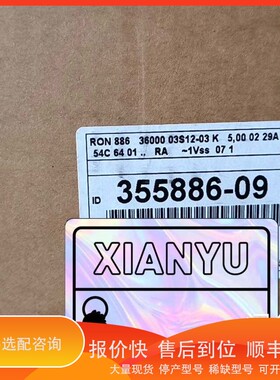 RON 886 36000 03S12-03 K 5,00 02 29A
54C 64 01 .. RA ~1Vss 07 1
ID 355886-09
XIANYU
选配咨询
报价快 售后到位 顺丰
大量现货 停产型号 稀缺型号 可开